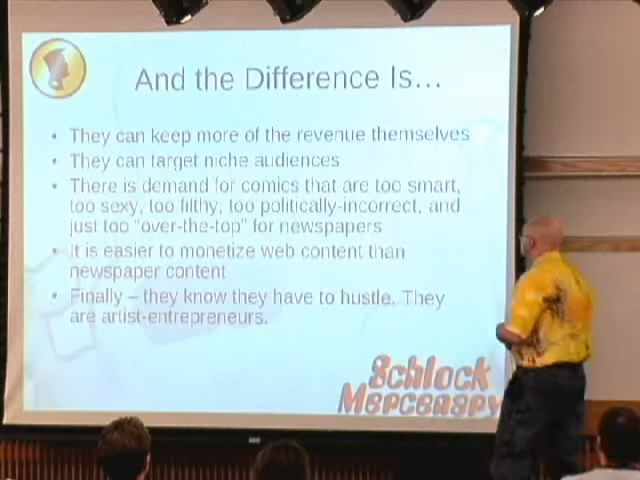 And the Difference Is...
• They can keep more of the revenue themselves
• They can target niche audiences
• There is demand for comics that are too smart,
too sexy, too filthy, too politically-incorrect, and
just too "over-the-top" for newspapers
• It is easier to monetize web content than
newspaper content
• Finally – they know they have to hustle. They
are artist-entrepreneurs.
Schlock
Mercenary